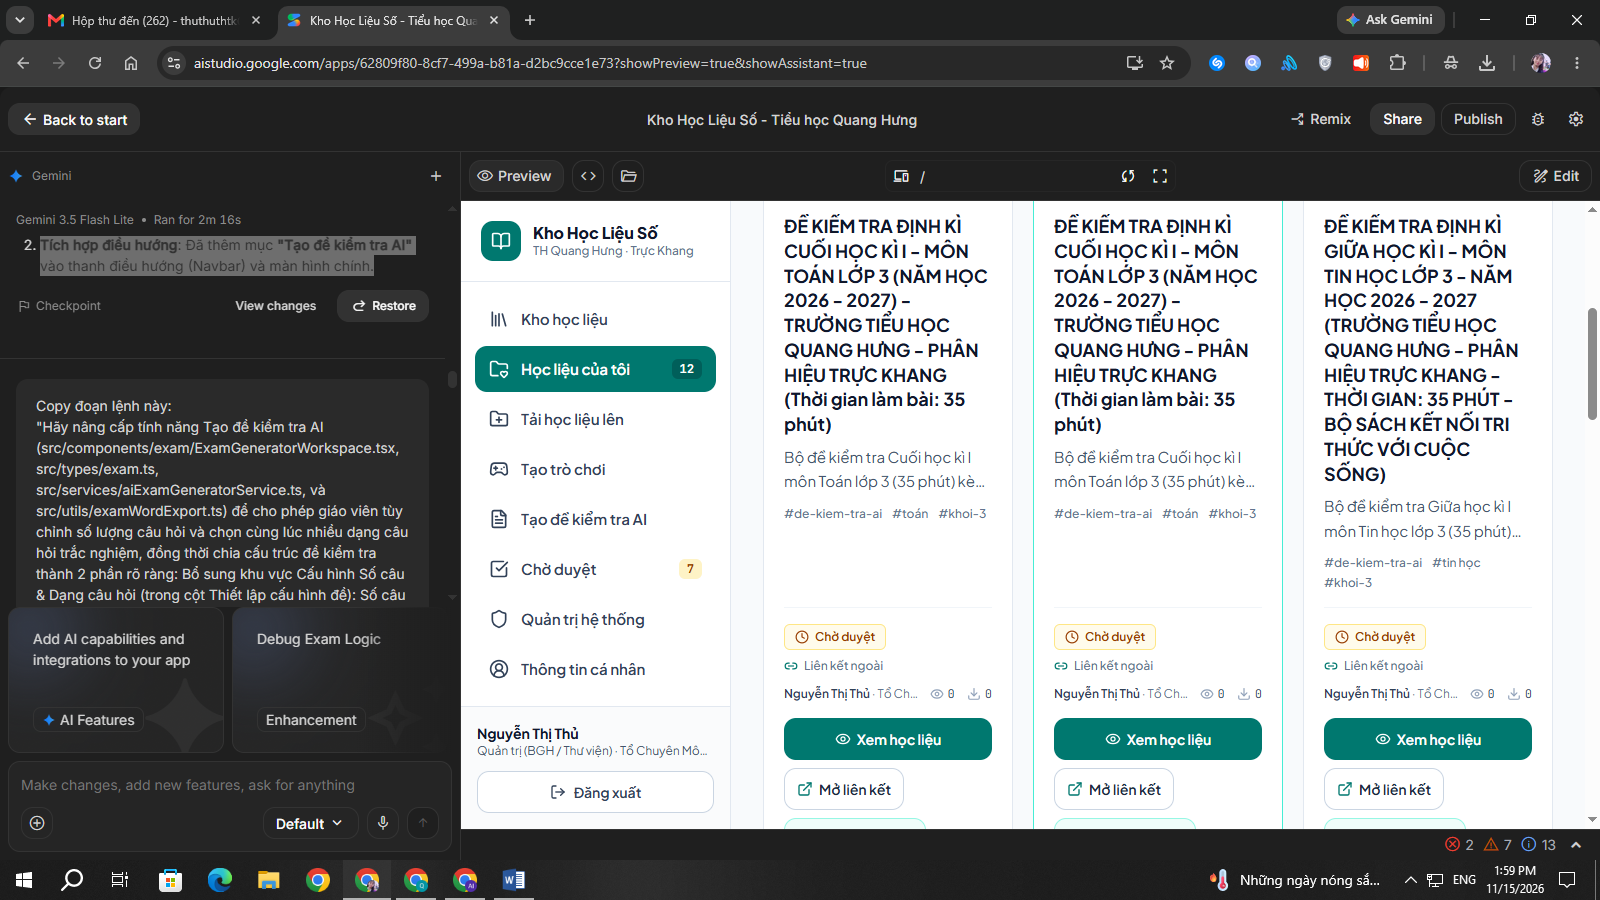 Hộp thư đến (262) - thuthuthtk
Kho Học Liệu Số - Tiểu học Qua
Ask Gemini
aistudio.google.com/apps/62809f80-8cf7-499a-b81a-d2bc9cce1e73?showPreview=true&showAssistant=true
Back to start
Kho Học Liệu Số - Tiểu học Quang Hưng
Remix
Share
Publish
Gemini
Preview
/
Edit
Gemini 3.5 Flash Lite • Ran for 2m 16s
2. Tích hợp điều hướng: Đã thêm mục "Tạo đề kiểm tra AI"
vào thanh điều hướng (Navbar) và màn hình chính.
Checkpoint
View changes
Restore
Copy đoạn lệnh này:
"Hãy nâng cấp tính năng Tạo đề kiểm tra AI
(src/components/exam/ExamGeneratorWorkspace.tsx,
src/types/exam.ts,
src/services/aiExamGeneratorService.ts, và
src/utils/examWordExport.ts) để cho phép giáo viên tùy
chỉnh số lượng câu hỏi và chọn cùng lúc nhiều dạng câu
hỏi trắc nghiệm, đồng thời chia cấu trúc đề kiểm tra
thành 2 phần rõ ràng: Bổ sung khu vực Cấu hình Số câu
& Dạng câu hỏi (trong cột Thiết lập cấu hình đề): Số câu
Add AI capabilities and
integrations to your app
AI Features
Debug Exam Logic
Enhancement
Make changes, add new features, ask for anything
Default
Kho Học Liệu Số
TH Quang Hưng · Trực Khang
Kho học liệu
Học liệu của tôi
12
Tải học liệu lên
Tạo trò chơi
Tạo đề kiểm tra AI
Chờ duyệt
7
Quản trị hệ thống
Thông tin cá nhân
Nguyễn Thị Thủ
Quản trị (BGH / Thư viện) · Tổ Chuyên Mô...
Đăng xuất
ĐỀ KIỂM TRA ĐỊNH KÌ
CUỐI HỌC KÌ I - MÔN
TOÁN LỚP 3 (NĂM HỌC
2026 - 2027) -
TRƯỜNG TIỂU HỌC
QUANG HƯNG - PHÂN
HIỆU TRỰC KHANG
(Thời gian làm bài: 35
phút)
Bộ đề kiểm tra Cuối học kì I
môn Toán lớp 3 (35 phút) kè...
#de-kiem-tra-ai #toán #khoi-3
Chờ duyệt
Liên kết ngoài
Nguyễn Thị Thủ · Tổ Ch... 0 0
Xem học liệu
Mở liên kết
ĐỀ KIỂM TRA ĐỊNH KÌ
CUỐI HỌC KÌ I - MÔN
TOÁN LỚP 3 (NĂM HỌC
2026 - 2027) -
TRƯỜNG TIỂU HỌC
QUANG HƯNG - PHÂN
HIỆU TRỰC KHANG
(Thời gian làm bài: 35
phút)
Bộ đề kiểm tra Cuối học kì I
môn Toán lớp 3 (35 phút) kè...
#de-kiem-tra-ai #toán #khoi-3
Chờ duyệt
Liên kết ngoài
Nguyễn Thị Thủ · Tổ Ch... 0 0
Xem học liệu
Mở liên kết
ĐỀ KIỂM TRA ĐỊNH KÌ
GIỮA HỌC KÌ I - MÔN
TIN HỌC LỚP 3 - NĂM
HỌC 2026 - 2027
(TRƯỜNG TIỂU HỌC
QUANG HƯNG - PHÂN
HIỆU TRỰC KHANG -
THỜI GIAN: 35 PHÚT -
BỘ SÁCH KẾT NỐI TRI
THỨC VỚI CUỘC
SỐNG)
Bộ đề kiểm tra Giữa học kì I
môn Tin học lớp 3 (35 phút)...
#de-kiem-tra-ai #tin học
#khoi-3
Chờ duyệt
Liên kết ngoài
Nguyễn Thị Thủ · Tổ Ch... 0 0
Xem học liệu
Mở liên kết
2 7 13
Những ngày nóng sắ...
ENG
1:59 PM
11/15/2026